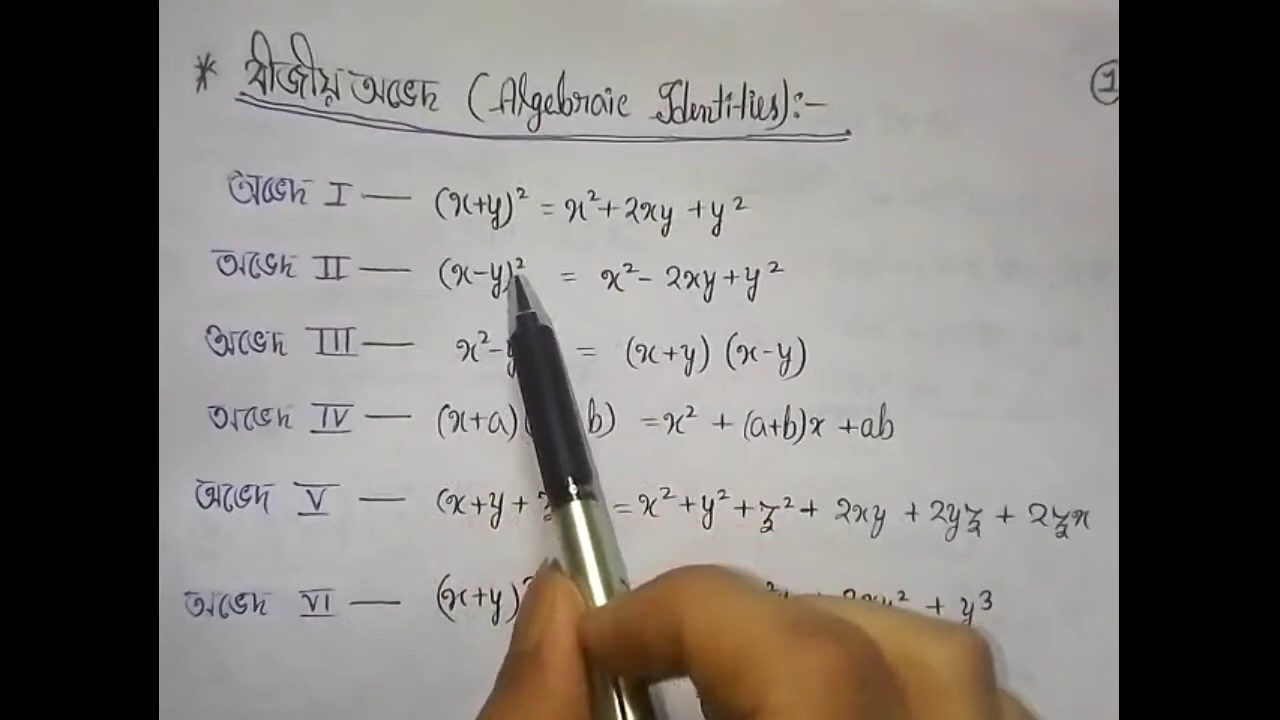 * বীজীয় অভেদ (Algebraic Identities):-
1
অভেদ I — (x+y)² = x² + 2xy + y²
অভেদ II — (x-y)² = x² - 2xy + y²
অভেদ III — x² - = (x+y) (x-y)
অভেদ IV — (x+a) b) = x² + (a+b)x + ab
অভেদ V — (x+y+z = x² + y² + z² + 2xy + 2yz + 2zx
অভেদ VI — (x+y) + y³